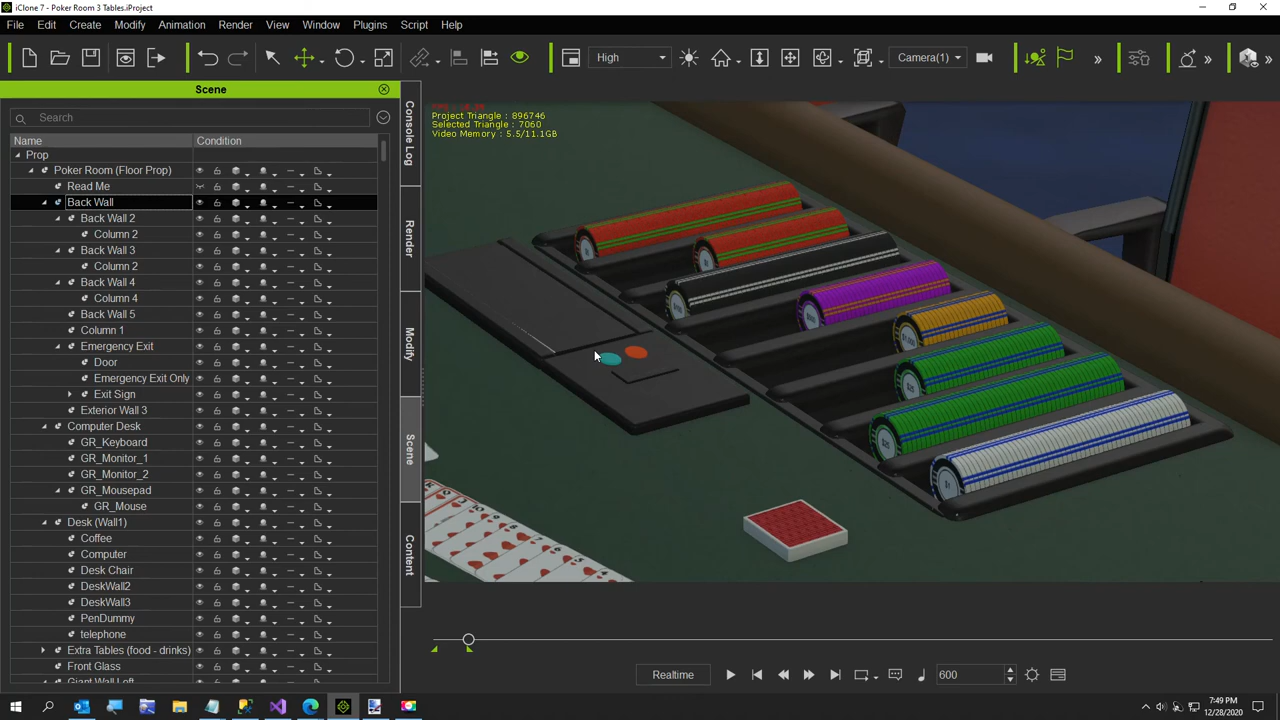 iClone 7 - Poker Room 3 Tables.iProject
File Edit Create Modify Animation Render View Window Plugins Script Help
High
Camera(1)
Scene
Search
Name Condition
Prop
Poker Room (Floor Prop)
Read Me
Back Wall
Back Wall 2
Column 2
Back Wall 3
Column 2
Back Wall 4
Column 4
Back Wall 5
Column 1
Emergency Exit
Door
Emergency Exit Only
Exit Sign
Exterior Wall 3
Computer Desk
GR_Keyboard
GR_Monitor_1
GR_Monitor_2
GR_Mousepad
GR_Mouse
Desk (Wall1)
Coffee
Computer
Desk Chair
DeskWall2
DeskWall3
PenDummy
telephone
Extra Tables (food - drinks)
Front Glass
Giant Wall Loft
Console Log
Render
Modify
Scene
Content
Project Triangle : 896746
Selected Triangle : 7060
Video Memory : 5.5/11.1GB
Realtime
600
7:49 PM
12/28/2020